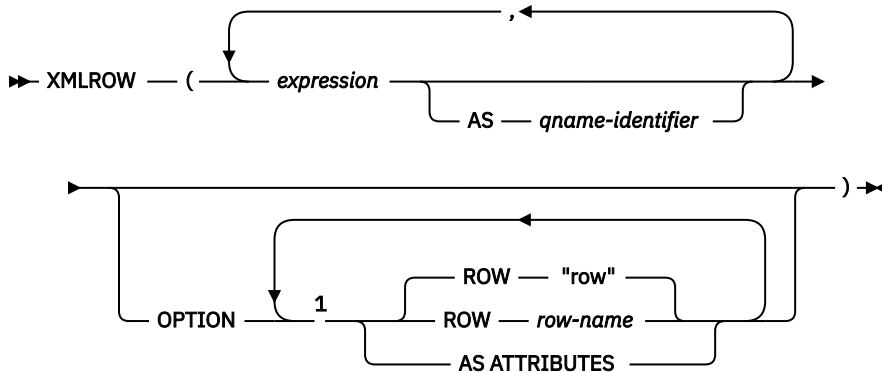 ,
XMLROW ( expression
AS qname-identifier
)
ROW "row"
OPTION 1 ROW row-name
AS ATTRIBUTES